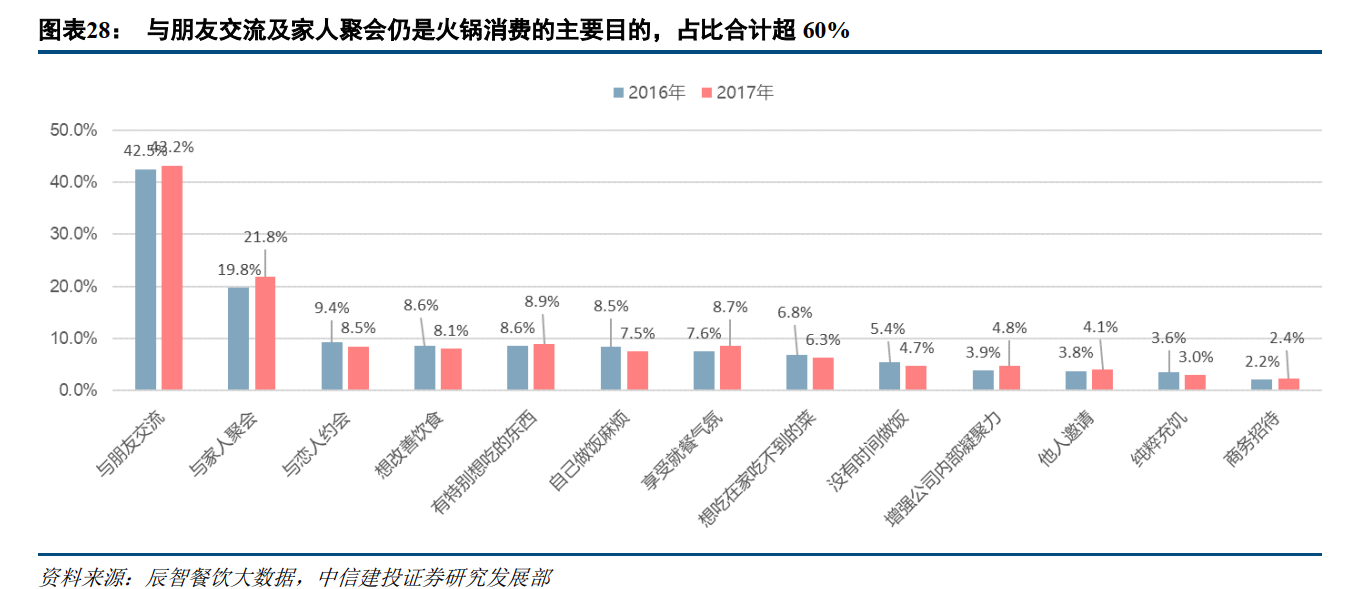 图表28： 与朋友交流及家人聚会仍是火锅消费的主要目的，占比合计超 60%
2016年 2017年
50.0%
40.0%
30.0%
20.0%
10.0%
0.0%
42.5% 43.2%
19.8% 21.8%
9.4% 8.5%
8.6% 8.1%
8.6% 8.9%
8.5% 7.5%
7.6% 8.7%
6.8% 6.3%
5.4% 4.7%
3.9% 4.8%
3.8% 4.1%
3.6% 3.0%
2.2% 2.4%
与朋友交流
与家人聚会
与恋人约会
想改善饮食
有特别想吃的东西
自己做饭麻烦
享受就餐气氛
想吃在家吃不到的菜
没有时间做饭
增强公司内部凝聚力
他人邀请
纯粹充饥
商务招待
资料来源：辰智餐饮大数据，中信建投证券研究发展部